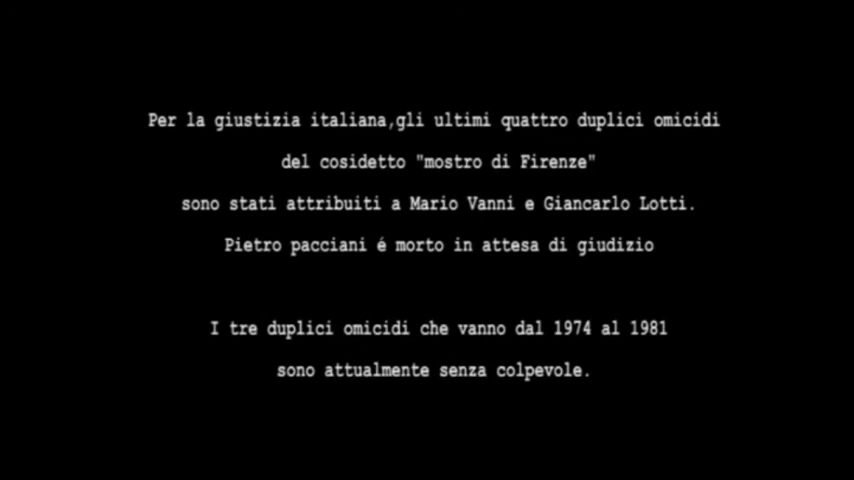 Per la giustizia italiana,gli ultimi quattro duplici omicidi
del cosidetto "mostro di Firenze"
sono stati attribuiti a Mario Vanni e Giancarlo Lotti.
Pietro pacciani é morto in attesa di giudizio
I tre duplici omicidi che vanno dal 1974 al 1981
sono attualmente senza colpevole.